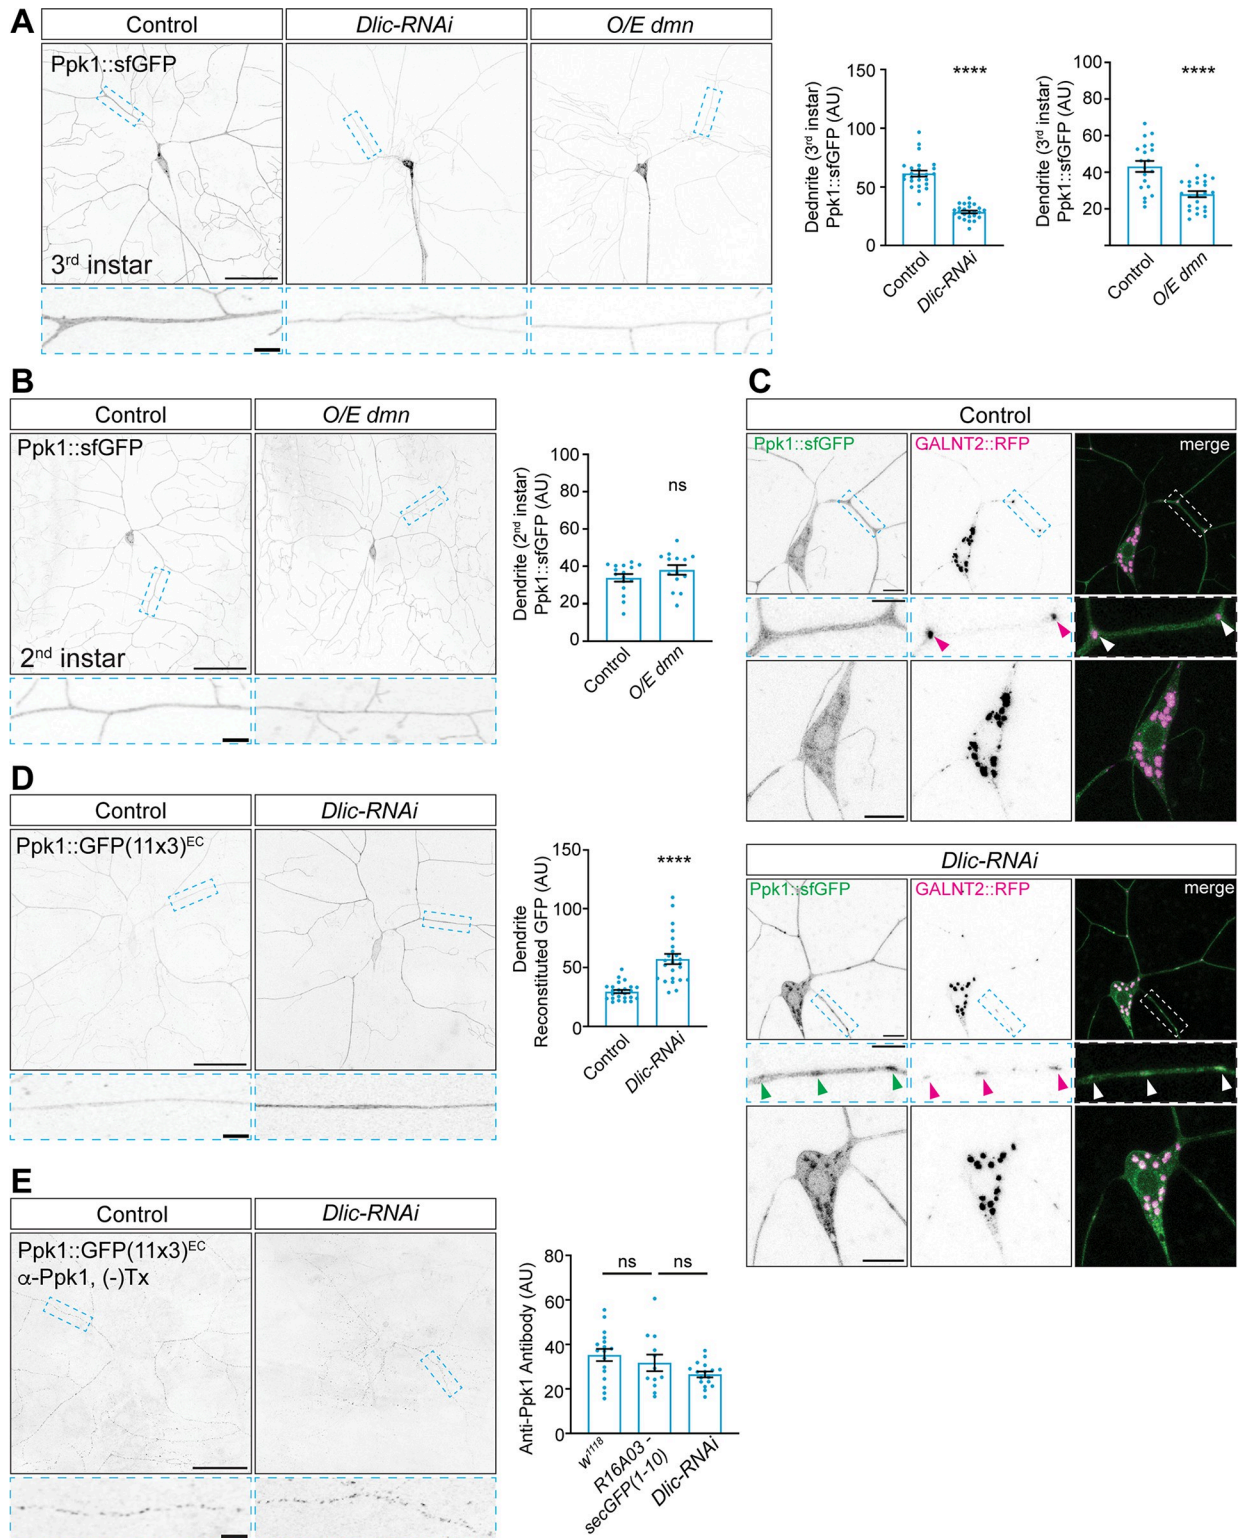 A
Control
Dlic-RNAi
O/E dmn
Ppk1::sfGFP
3rd instar
Dednrite (3rd instar)
Ppk1::sfGFP (AU)
150
100
50
0
****
Control
Dlic-RNAi
Dendrite (3rd instar)
Ppk1::sfGFP (AU)
100
80
60
40
20
****
Control
O/E dmn
B
Control
O/E dmn
Ppk1::sfGFP
2nd instar
Dendrite (2nd instar)
Ppk1::sfGFP (AU)
100
80
60
40
20
0
ns
Control
O/E dmn
C
Control
Ppk1::sfGFP
GALNT2::RFP
merge
Dlic-RNAi
Ppk1::sfGFP
GALNT2::RFP
merge
D
Control
Dlic-RNAi
Ppk1::GFP(11x3)EC
Dendrite
Reconstituted GFP (AU)
150
100
50
0
****
Control
Dlic-RNAi
E
Control
Dlic-RNAi
Ppk1::GFP(11x3)EC
α-Ppk1, (-)Tx
Anti-Ppk1 Antibody (AU)
80
60
40
20
0
ns
ns
w1118
R16A03 -
secGFP(1-10)
Dlic-RNAi